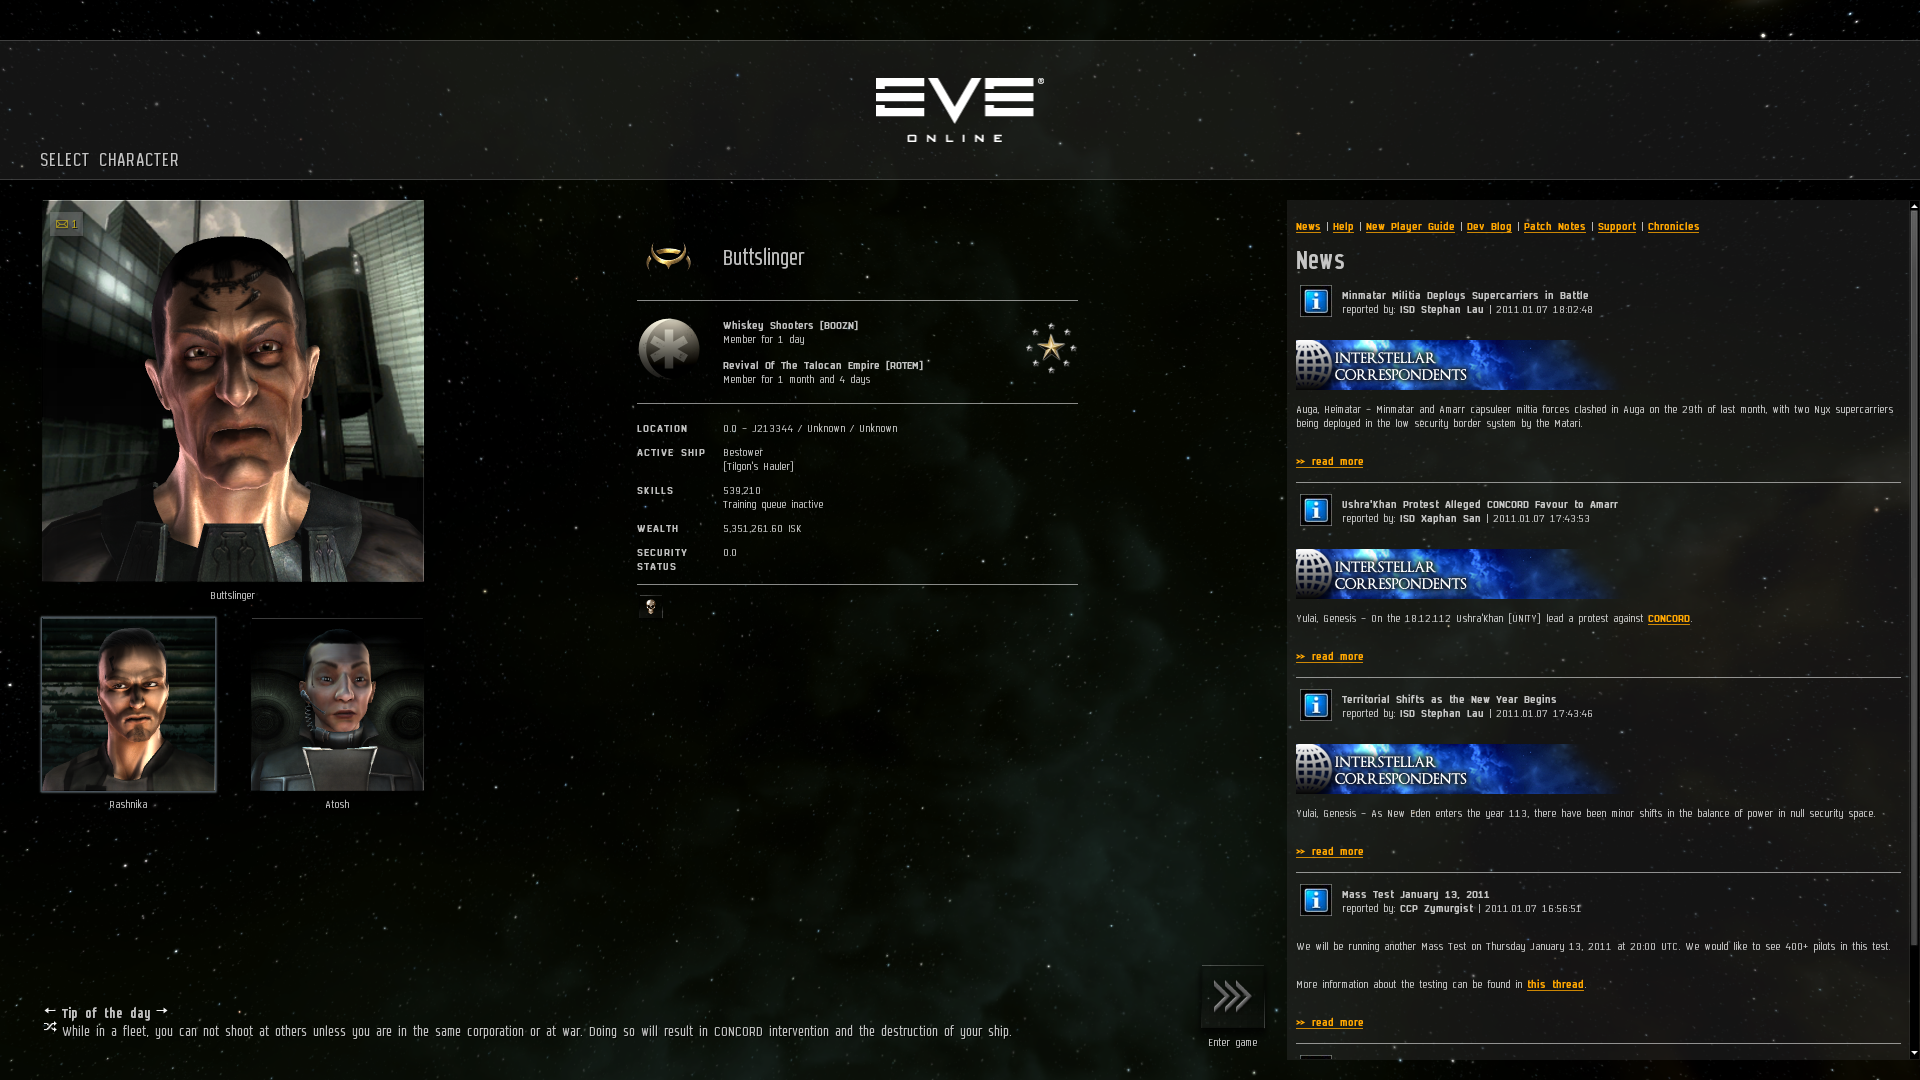 EVE®
ONLINE
SELECT CHARACTER
1
Buttslinger
Rashnika
Atosh
Buttslinger
Whiskey Shooters [BOOZN]
Member for 1 day
Revival Of The Talocan Empire [ROTEM]
Member for 1 month and 4 days
LOCATION 0.0 - J213344 / Unknown / Unknown
ACTIVE SHIP Bestower
[Tilgon's Hauler]
SKILLS 539,210
Training queue inactive
WEALTH 5,351,261.60 ISK
SECURITY STATUS 0.0
News | Help | New Player Guide | Dev Blog | Patch Notes | Support | Chronicles
News
Minmatar Militia Deploys Supercarriers in Battle
reported by: ISD Stephan Lau | 2011.01.07 18:02:48
INTERSTELLAR
CORRESPONDENTS
Auga, Heimatar - Minmatar and Amarr capsuleer miltia forces clashed in Auga on the 29th of last month, with two Nyx supercarriers
being deployed in the low security border system by the Matari.
>> read more
Ushra'Khan Protest Alleged CONCORD Favour to Amarr
reported by: ISD Xaphan San | 2011.01.07 17:43:53
INTERSTELLAR
CORRESPONDENTS
Yulai, Genesis - On the 18.12.112 Ushra'Khan [UNITY] lead a protest against CONCORD.
>> read more
Territorial Shifts as the New Year Begins
reported by: ISD Stephan Lau | 2011.01.07 17:43:46
INTERSTELLAR
CORRESPONDENTS
Yulai, Genesis - As New Eden enters the year 113, there have been minor shifts in the balance of power in null security space.
>> read more
Mass Test January 13, 2011
reported by: CCP Zymurgist | 2011.01.07 16:56:51
We will be running another Mass Test on Thursday January 13, 2011 at 20:00 UTC. We would like to see 400+ pilots in this test.
More information about the testing can be found in this thread.
>> read more
Tip of the day
While in a fleet, you can not shoot at others unless you are in the same corporation or at war. Doing so will result in CONCORD intervention and the destruction of your ship.
Enter game